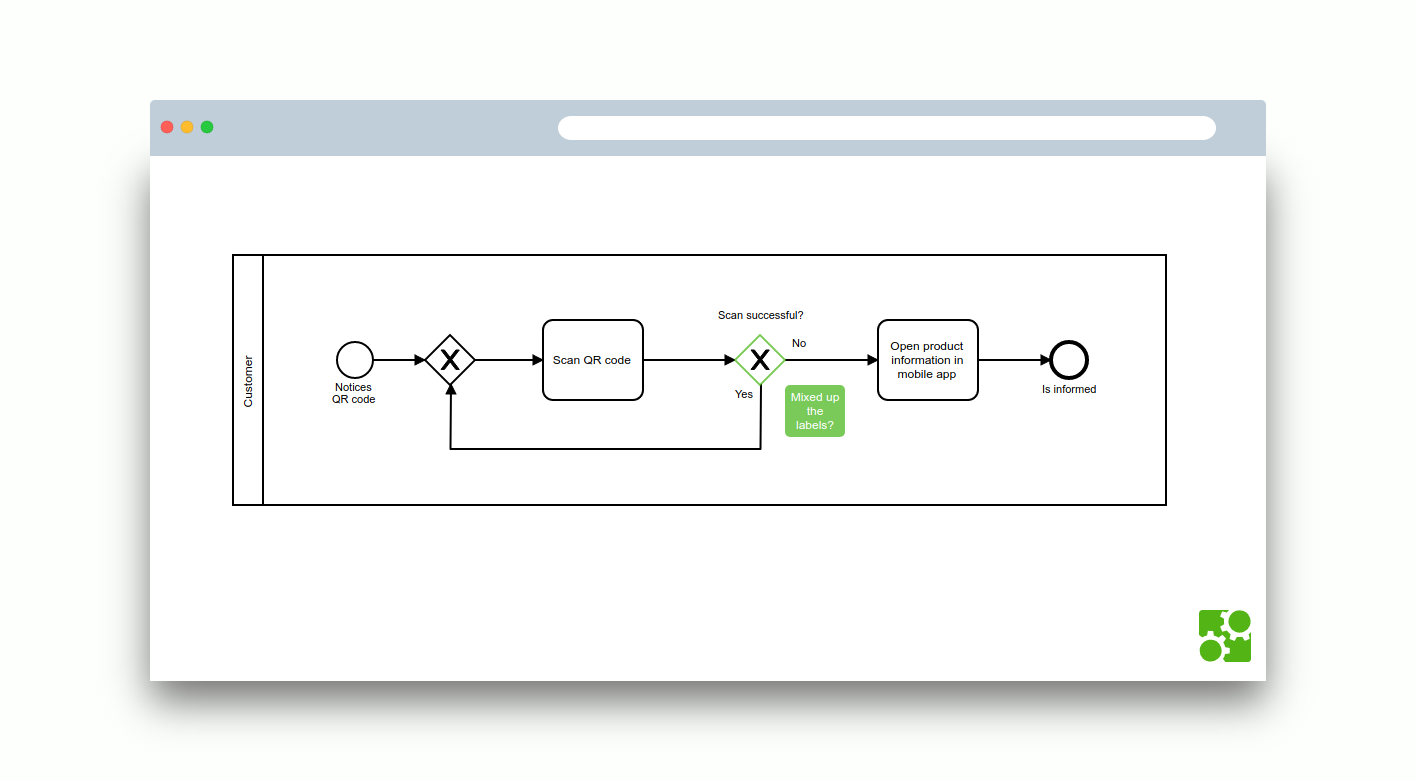 Customer
Notices
QR code
Scan QR code
Scan successful?
No
Yes
Mixed up
the
labels?
Open product
information in
mobile app
Is informed